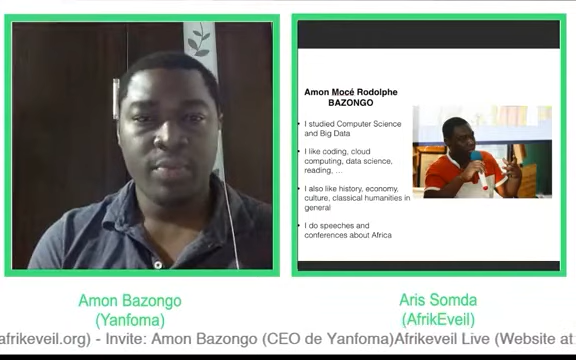 Amon Mocé Rodolphe
BAZONGO
• I studied Computer Science
and Big Data
• I like coding, cloud
computing, data science,
reading, ...
• I also like history, economy,
culture, classical humanities in
general
• I do speeches and
conferences about Africa
Amon Bazongo
(Yanfoma)
Aris Somda
(AfrikEveil)
afrikeveil.org) - Invite: Amon Bazongo (CEO de Yanfoma)Afrikeveil Live (Website at